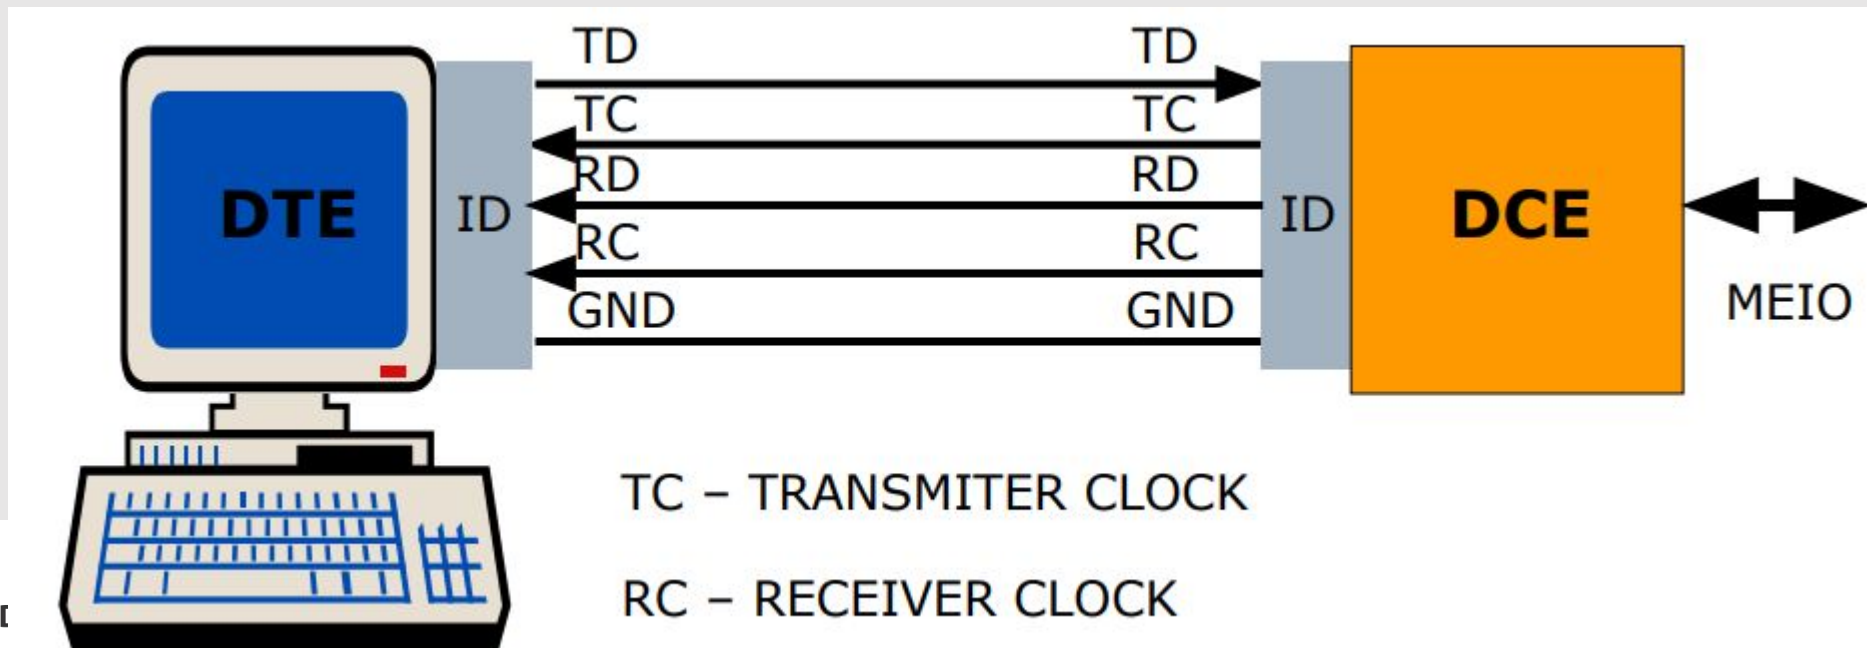 TD TD
TC TC
RD RD
DTE ID ID DCE
RC RC
GND GND
MEIO
TC – TRANSMITER CLOCK
RC – RECEIVER CLOCK